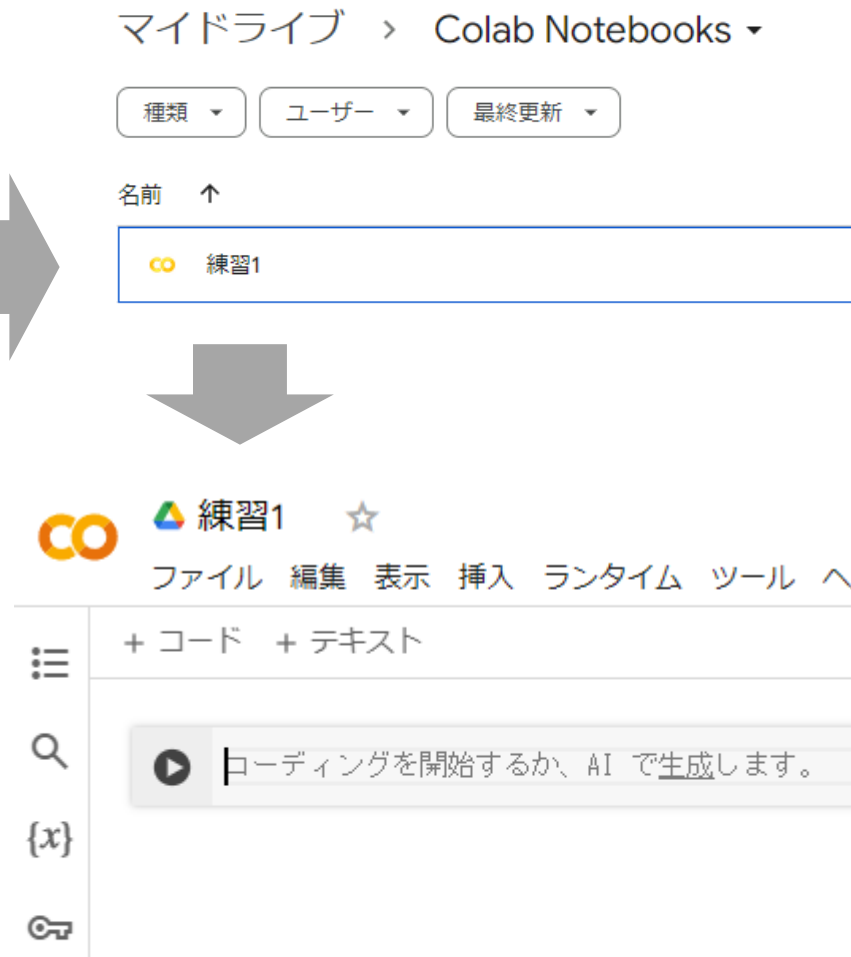 マイドライブ > Colab Notebooks
種類 ユーザー 最終更新
名前 ↑
練習1
練習1
ファイル 編集 表示 挿入 ランタイム ツール ヘ
+ コード + テキスト
コーディングを開始するか、AI で生成します。
{x}